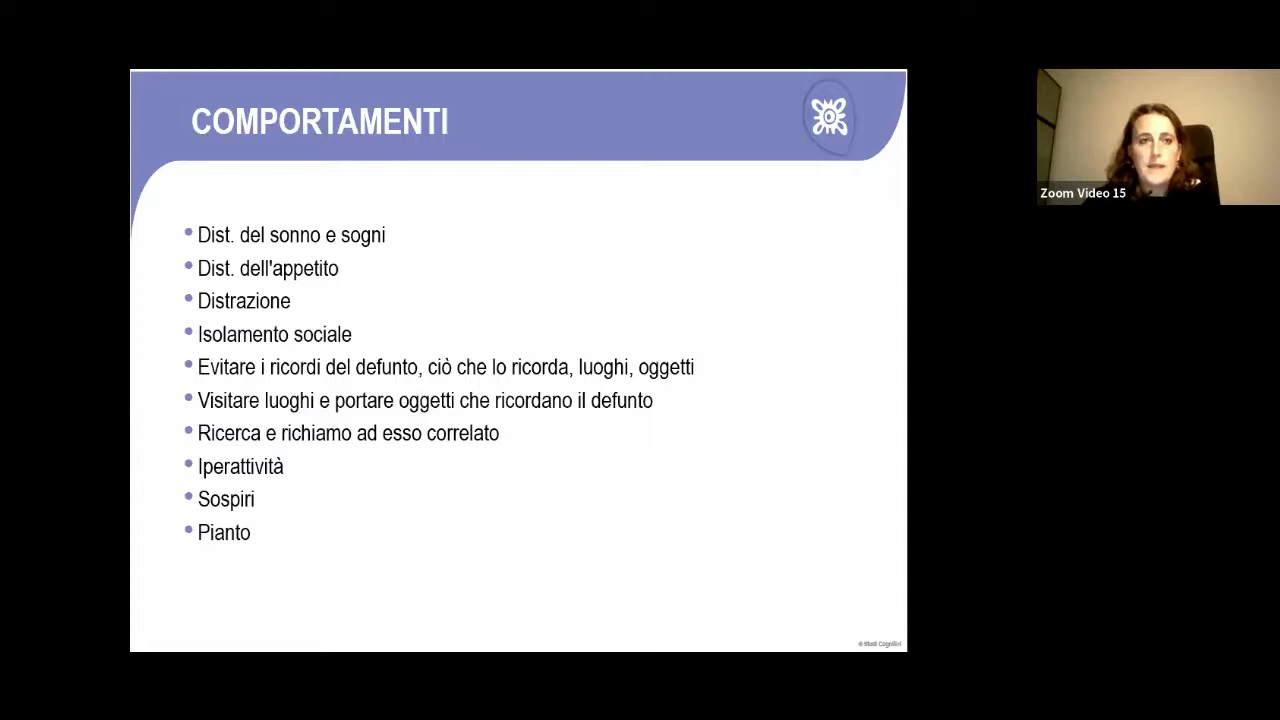 COMPORTAMENTI
Zoom Video 15
• Dist. del sonno e sogni
• Dist. dell'appetito
• Distrazione
• Isolamento sociale
• Evitare i ricordi del defunto, ciò che lo ricorda, luoghi, oggetti
• Visitare luoghi e portare oggetti che ricordano il defunto
• Ricerca e richiamo ad esso correlato
• Iperattività
• Sospiri
• Pianto
© Studi Cognitivi